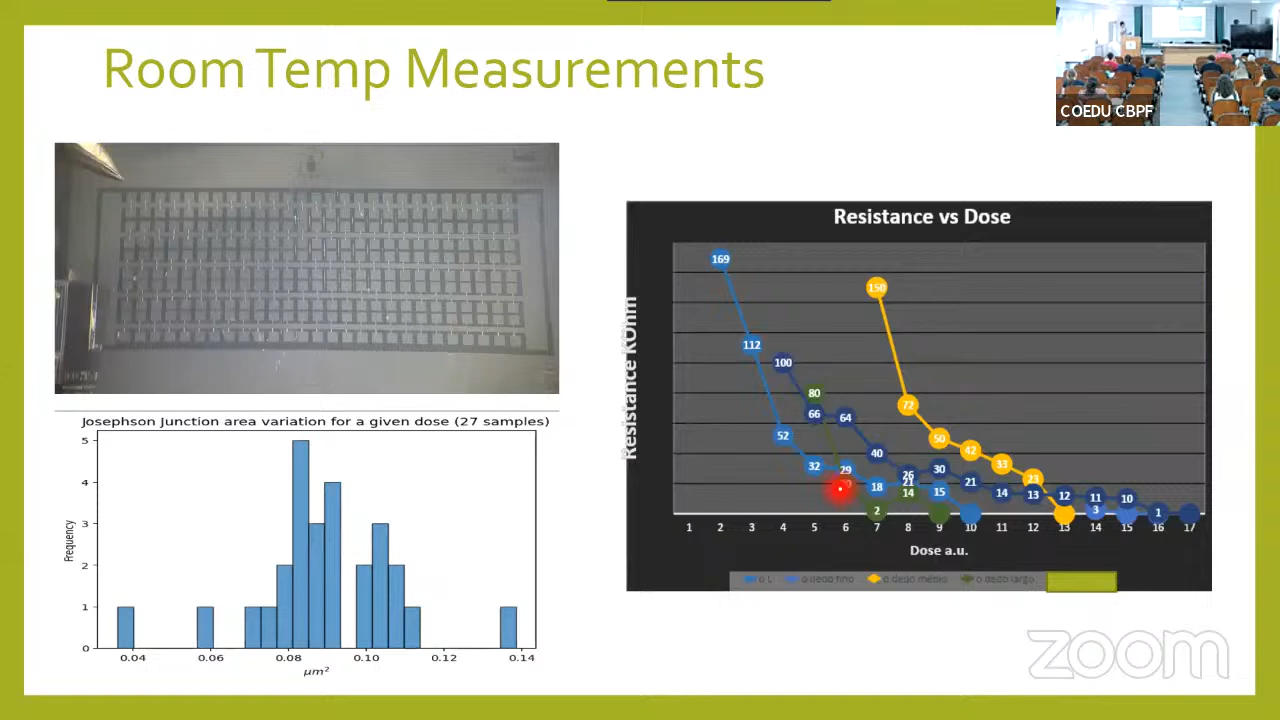 Room Temp Measurements
COEDU CBPF
Josephson Junction area variation for a given dose (27 samples)
Frequency
5
4
3
2
1
0
0.04 0.06 0.08 0.10 0.12 0.14
μm²
Resistance vs Dose
Resistance KOhm
169
150
112
100
80
72
66 64
52
50
42
40
33
32 29 26 30
23
21 21
18 14 15 14 13 12 11 10
2 3 1
1 2 3 4 5 6 7 8 9 10 11 12 13 14 15 16 17
Dose a.u.
o L o dedo fino o dedo médio o dedo largo
zoom